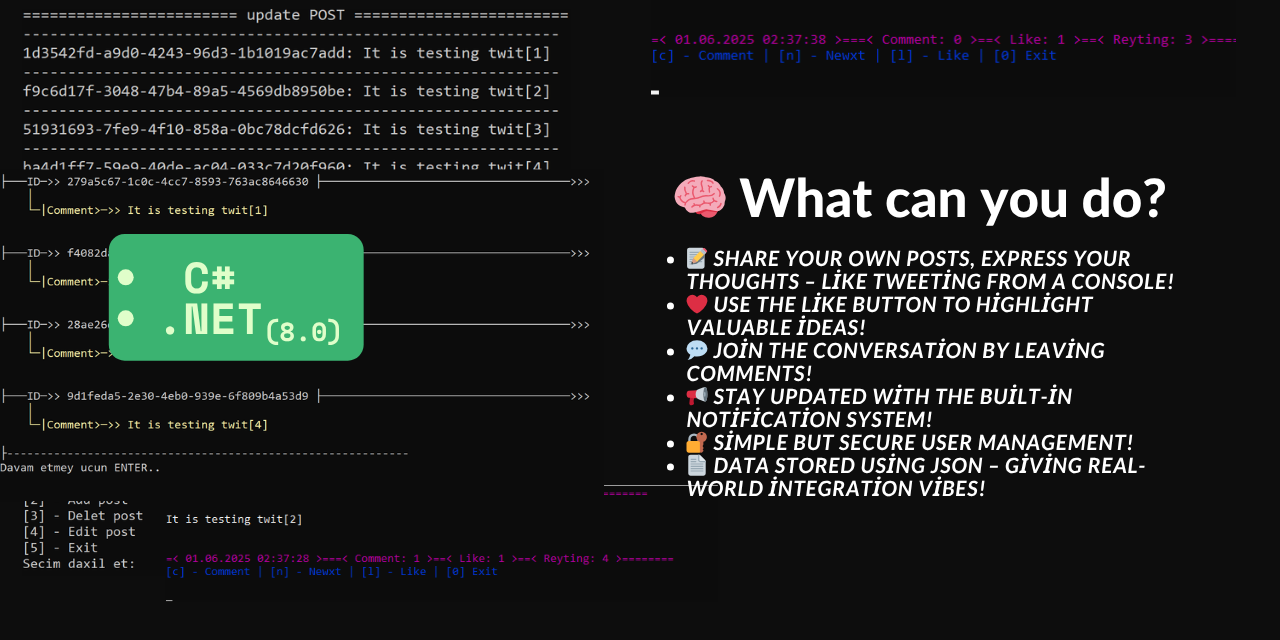 ======================== update POST ========================
-------------------------------------------------------------
1d3542fd-a9d0-4243-96d3-1b1019ac7add: It is testing twit[1]
-------------------------------------------------------------
f9c6d17f-3048-47b4-89a5-4569db8950be: It is testing twit[2]
-------------------------------------------------------------
51931693-7fe9-4f10-858a-0bc78dcfd626: It is testing twit[3]
-------------------------------------------------------------
ba4d1ff7-59e9-40de-ac04-033c7d20f960: It is testing twit[4]
├───ID─>> 279a5c67-1c0c-4cc7-8593-763ac8646630 ├──────────>>>
└─|Comment>─>> It is testing twit[1]
├───ID─>> f4082d
└─|Comment>─
├───ID─>> 28ae26
└─|Comment>─
├───ID─>> 9d1feda5-2e30-4eb0-939e-6f809b4a53d9 ├──────────>>>
└─|Comment>─>> It is testing twit[4]
├------------------------------------------------------------
Davam etmey ucun ENTER..
C#
.NET(8.0)
[2] - Add post
[3] - Delet post
[4] - Edit post
[5] - Exit
Secim daxil et:
It is testing twit[2]
=< 01.06.2025 02:37:28 >===< Comment: 1 >==< Like: 1 >==< Reyting: 4 >========
[c] - Comment | [n] - Newxt | [l] - Like | [0] Exit
_
=< 01.06.2025 02:37:38 >===< Comment: 0 >==< Like: 1 >==< Reyting: 3 >====
[c] - Comment | [n] - Newxt | [l] - Like | [0] Exit
🧠 What can you do?
• 📝 SHARE YOUR OWN POSTS, EXPRESS YOUR
THOUGHTS – LİKE TWEETİNG FROM A CONSOLE!
• ❤️ USE THE LİKE BUTTON TO HİGHLİGHT
VALUABLE İDEAS!
• 💬 JOİN THE CONVERSATİON BY LEAVİNG
COMMENTS!
• 📢 STAY UPDATED WİTH THE BUİLT-İN
NOTİFİCATİON SYSTEM!
• 🔐 SİMPLE BUT SECURE USER MANAGEMENT!
• 📄 DATA STORED USİNG JSON – GİVİNG REAL-
WORLD İNTEGRATİON VİBES!
=======